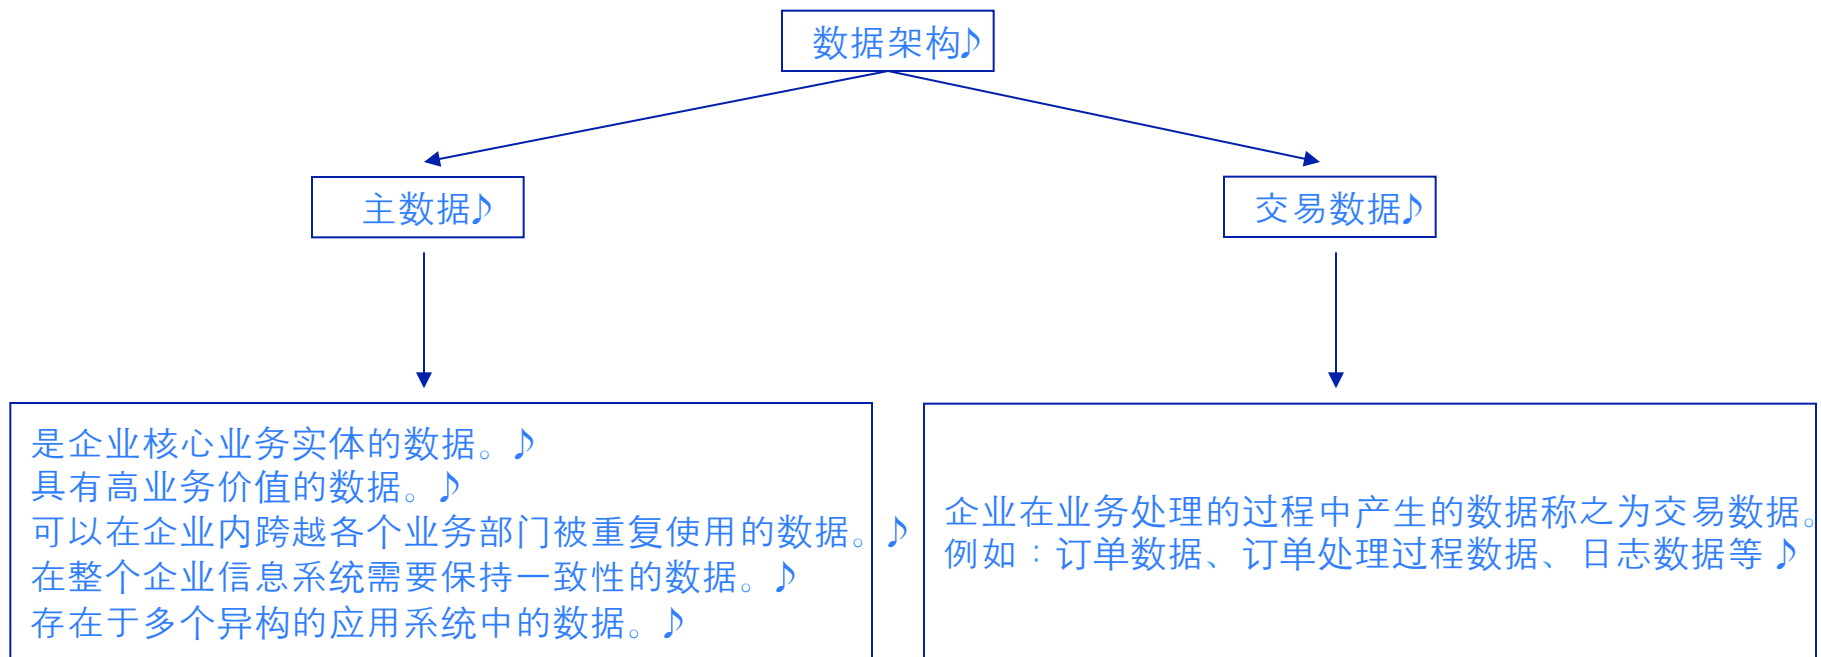 数据架构♪
主数据♪
交易数据♪
是企业核心业务实体的数据。♪
具有高业务价值的数据。♪
可以在企业内跨越各个业务部门被重复使用的数据。♪
在整个企业信息系统需要保持一致性的数据。♪
存在于多个异构的应用系统中的数据。♪
企业在业务处理的过程中产生的数据称之为交易数据。
例如：订单数据、订单处理过程数据、日志数据等♪